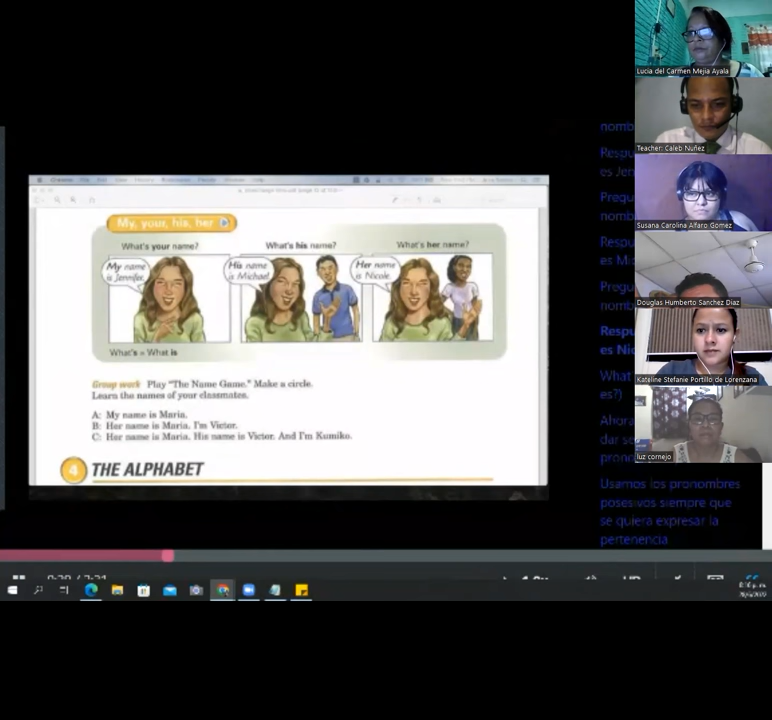 My, your, his, her
What's your name?
What's his name?
What's her name?
My name
is Jennifer.
His name
is Michael.
Her name
is Nicole.
What's = What is
Group work Play "The Name Game." Make a circle.
Learn the names of your classmates.
A: My name is Maria.
B: Her name is Maria. I'm Victor.
C: Her name is Maria. His name is Victor. And I'm Kumiko.
4 THE ALPHABET
nomb
Respu
es Jen
Pregu
nomb
Respu
es Mic
Pregu
nomb
Respu
es Nic
What
es?)
Ahora
dar se
prono
Usamos los pronombres
posesivos siempre que
se quiera expresar la
pertenencia
Lucia del Carmen Mejia Ayala
Teacher: Caleb Nuñez
Susana Carolina Alfaro Gomez
Douglas Humberto Sanchez Diaz
Kateline Stefanie Portillo de Lorenzana
luz cornejo